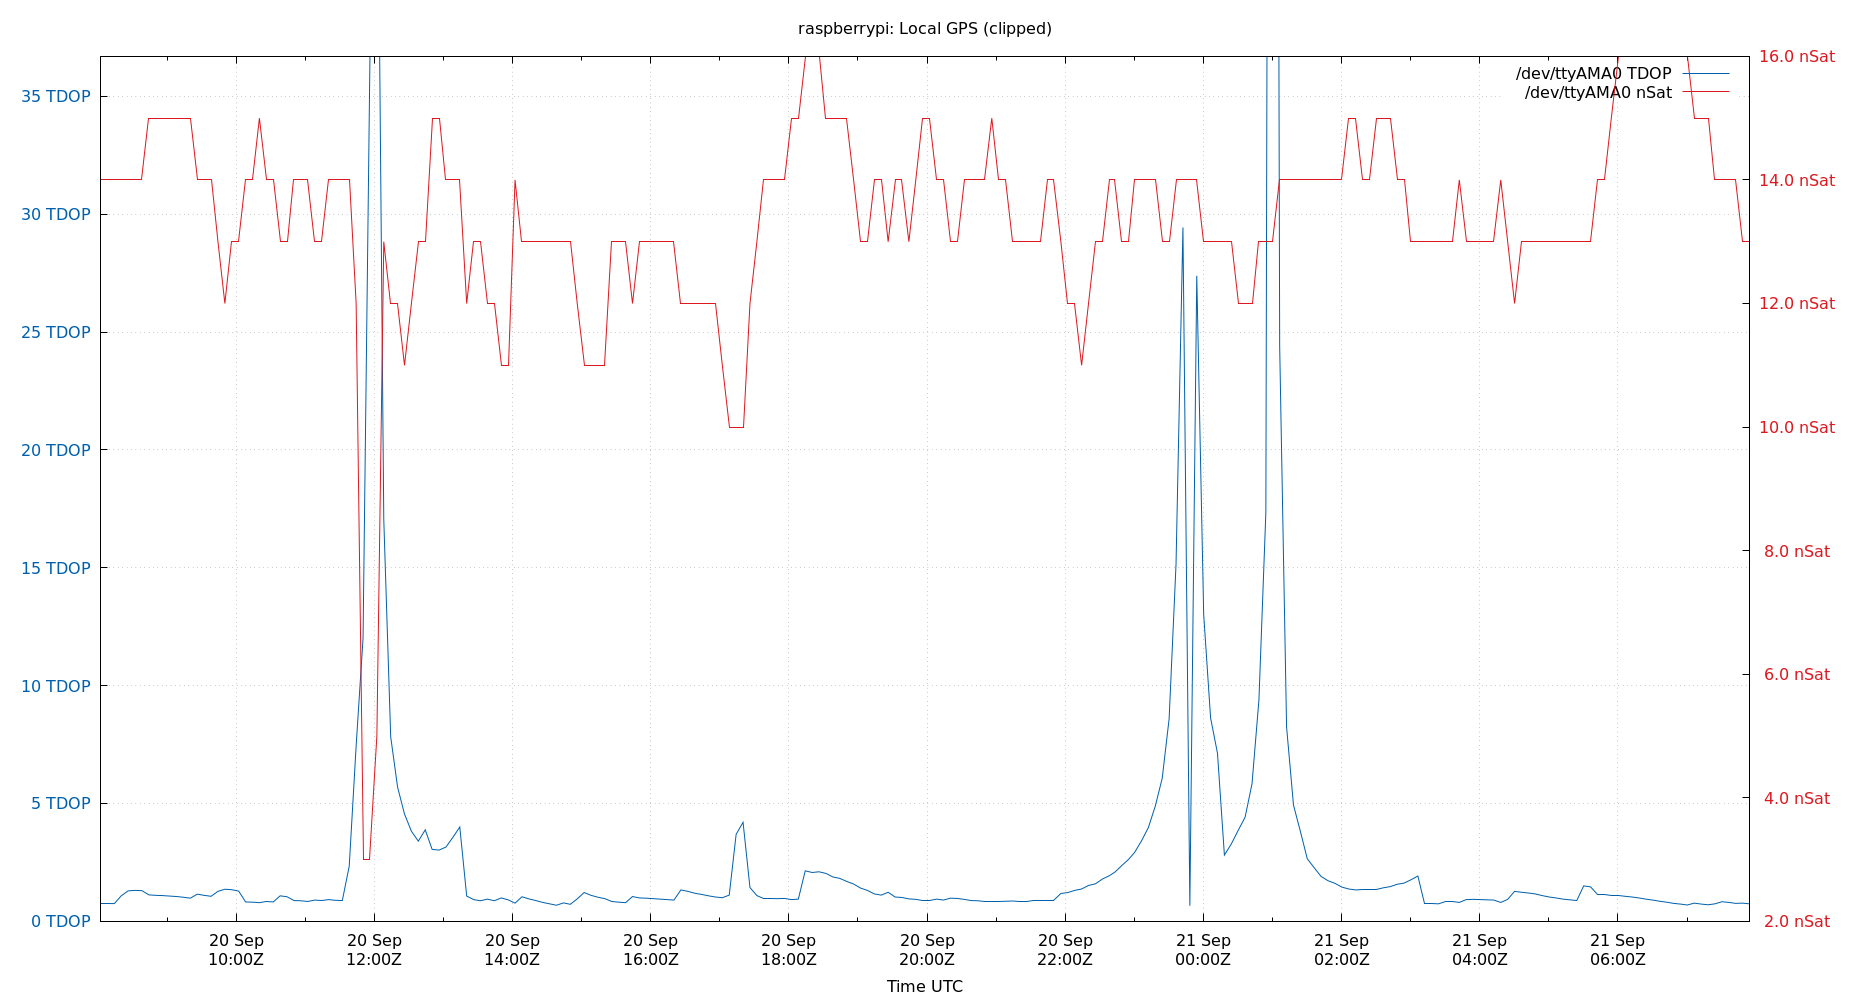 raspberrypi: Local GPS (clipped)
/dev/ttyAMA0 TDOP
/dev/ttyAMA0 nSat
35 TDOP
30 TDOP
25 TDOP
20 TDOP
15 TDOP
10 TDOP
5 TDOP
0 TDOP
16.0 nSat
14.0 nSat
12.0 nSat
10.0 nSat
8.0 nSat
6.0 nSat
4.0 nSat
2.0 nSat
20 Sep
10:00Z
20 Sep
12:00Z
20 Sep
14:00Z
20 Sep
16:00Z
20 Sep
18:00Z
20 Sep
20:00Z
20 Sep
22:00Z
21 Sep
00:00Z
21 Sep
02:00Z
21 Sep
04:00Z
21 Sep
06:00Z
Time UTC